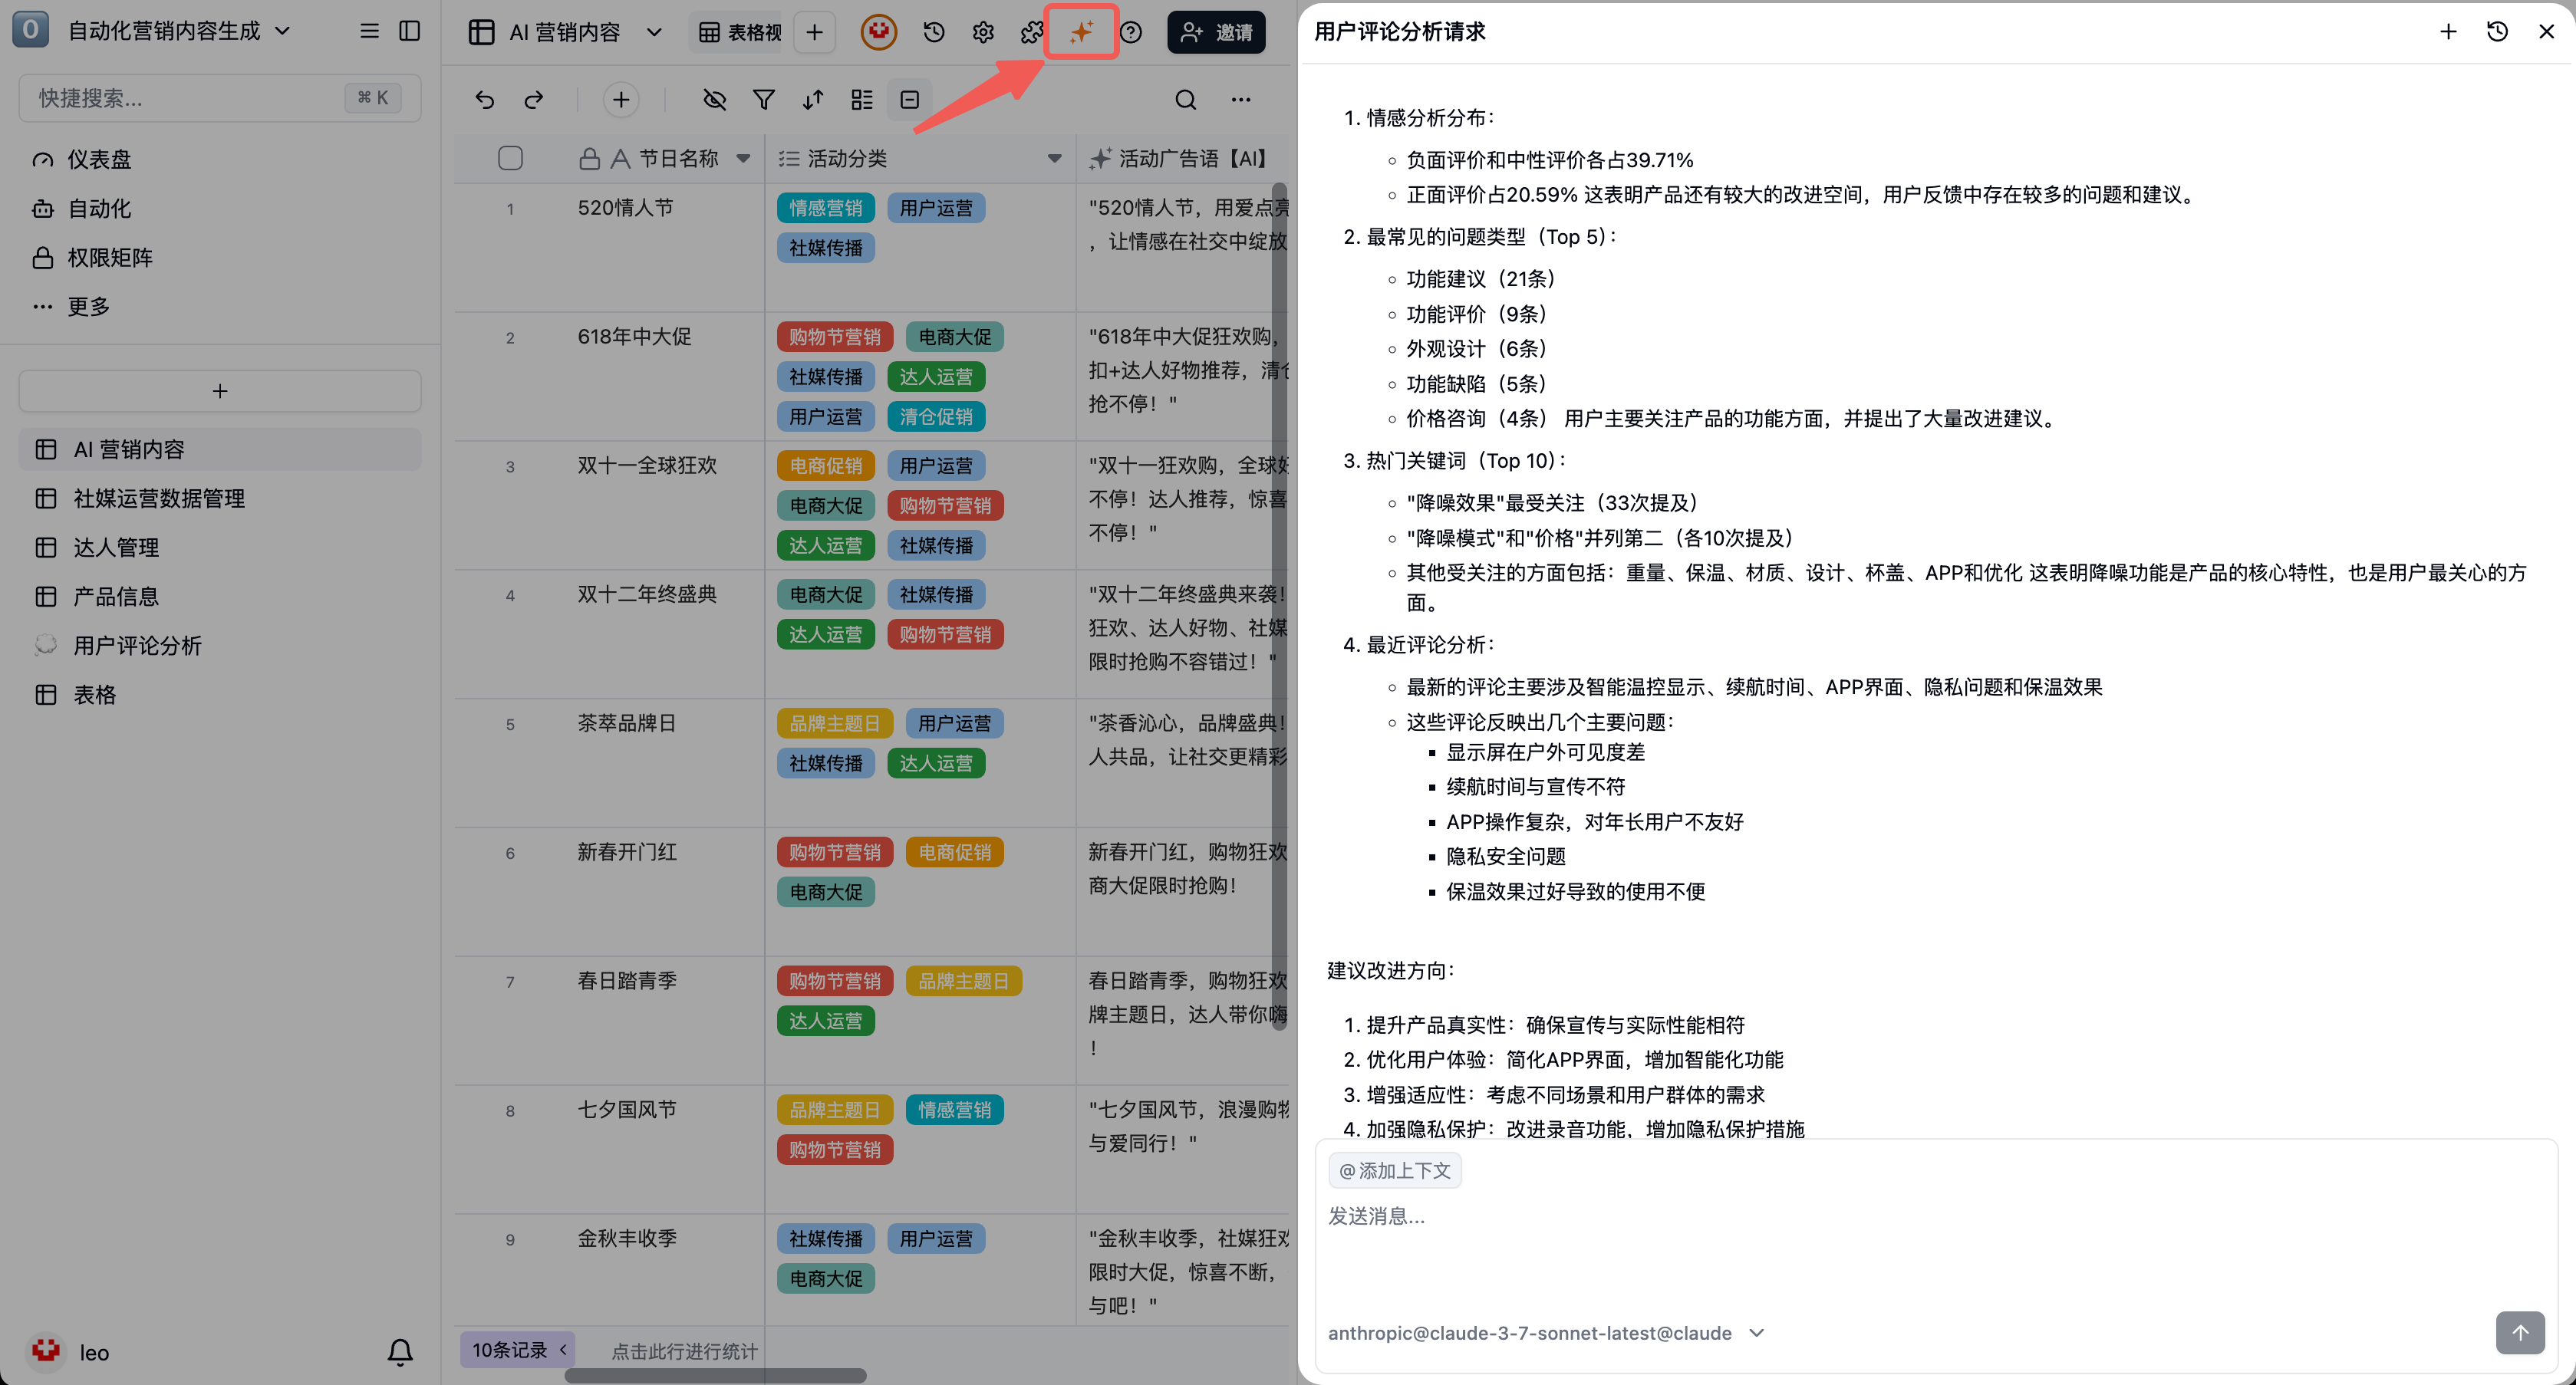 自动化营销内容生成
快捷搜索...
⌘ K
仪表盘
自动化
权限矩阵
更多
AI 营销内容
社媒运营数据管理
达人管理
产品信息
用户评论分析
表格
leo
AI 营销内容
表格视
邀请
节日名称
活动分类
活动广告语【AI】
1
520情人节
情感营销 用户运营
社媒传播
"520情人节，用爱点亮
，让情感在社交中绽放
2
618年中大促
购物节营销 电商大促
社媒传播 达人运营
用户运营 清仓促销
"618年中大促狂欢购，
扣+达人好物推荐，清仓
抢不停！"
3
双十一全球狂欢
电商促销 用户运营
电商大促 购物节营销
达人运营 社媒传播
"双十一狂欢购，全球好
不停！达人推荐，惊喜
不停！"
4
双十二年终盛典
电商大促 社媒传播
达人运营 购物节营销
"双十二年终盛典来袭！
狂欢、达人好物、社媒
限时抢购不容错过！"
5
茶萃品牌日
品牌主题日 用户运营
社媒传播 达人运营
"茶香沁心，品牌盛典！
人共品，让社交更精彩
6
新春开门红
购物节营销 电商促销
电商大促
新春开门红，购物狂欢
商大促限时抢购！
7
春日踏青季
购物节营销 品牌主题日
达人运营
春日踏青季，购物狂欢
牌主题日，达人带你嗨
！
8
七夕国风节
品牌主题日 情感营销
购物节营销
"七夕国风节，浪漫购物
与爱同行！"
9
金秋丰收季
社媒传播 用户运营
电商大促
"金秋丰收季，社媒狂欢
限时大促，惊喜不断，
与吧！"
10条记录
点击此行进行统计
用户评论分析请求
1. 情感分析分布：
负面评价和中性评价各占39.71%
正面评价占20.59% 这表明产品还有较大的改进空间，用户反馈中存在较多的问题和建议。
2. 最常见的问题类型（Top 5）：
功能建议（21条）
功能评价（9条）
外观设计（6条）
功能缺陷（5条）
价格咨询（4条） 用户主要关注产品的功能方面，并提出了大量改进建议。
3. 热门关键词（Top 10）：
"降噪效果"最受关注（33次提及）
"降噪模式"和"价格"并列第二（各10次提及）
其他受关注的方面包括：重量、保温、材质、设计、杯盖、APP和优化 这表明降噪功能是产品的核心特性，也是用户最关心的方
面。
4. 最近评论分析：
最新的评论主要涉及智能温控显示、续航时间、APP界面、隐私问题和保温效果
这些评论反映出几个主要问题：
显示屏在户外可见度差
续航时间与宣传不符
APP操作复杂，对年长用户不友好
隐私安全问题
保温效果过好导致的使用不便
建议改进方向：
1. 提升产品真实性：确保宣传与实际性能相符
2. 优化用户体验：简化APP界面，增加智能化功能
3. 增强适应性：考虑不同场景和用户群体的需求
4. 加强隐私保护：改进录音功能，增加隐私保护措施
@ 添加上下文
发送消息...
anthropic@claude-3-7-sonnet-latest@claude